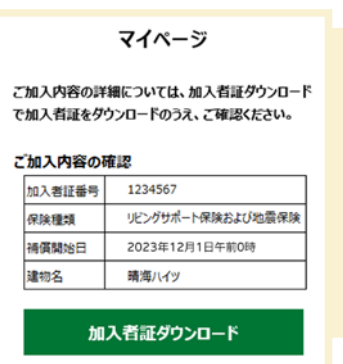 マイページ
ご加入内容の詳細については、加入者証ダウンロード
で加入者証をダウンロードのうえ、ご確認ください。
ご加入内容の確認
加入者証番号 1234567
保険種類 リビングサポート保険および地震保険
補償開始日 2023年12月1日午前0時
建物名 晴海ハイツ
加入者証ダウンロード